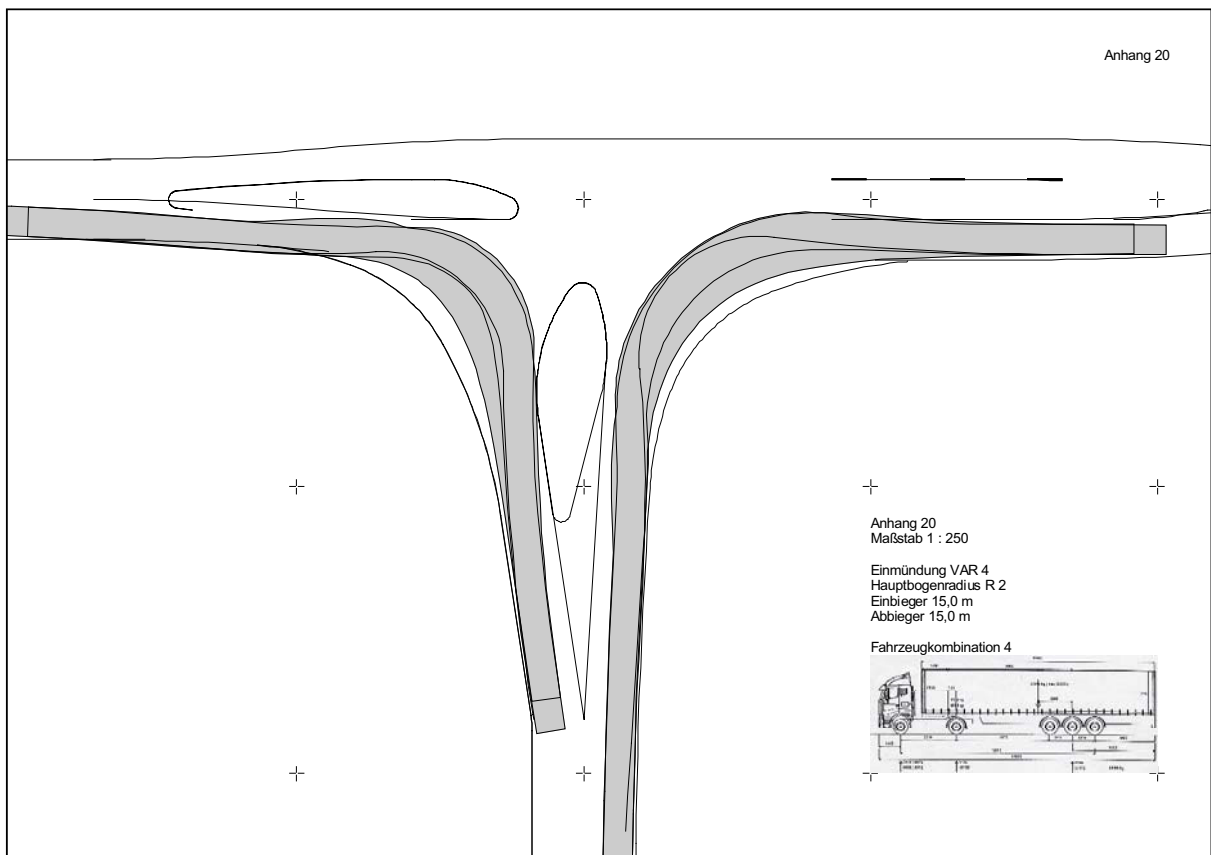 Anhang 20
Anhang 20
Maßstab 1 : 250
Einmündung VAR 4
Hauptbogenradius R 2
Einbieger 15,0 m
Abbieger 15,0 m
Fahrzeugkombination 4